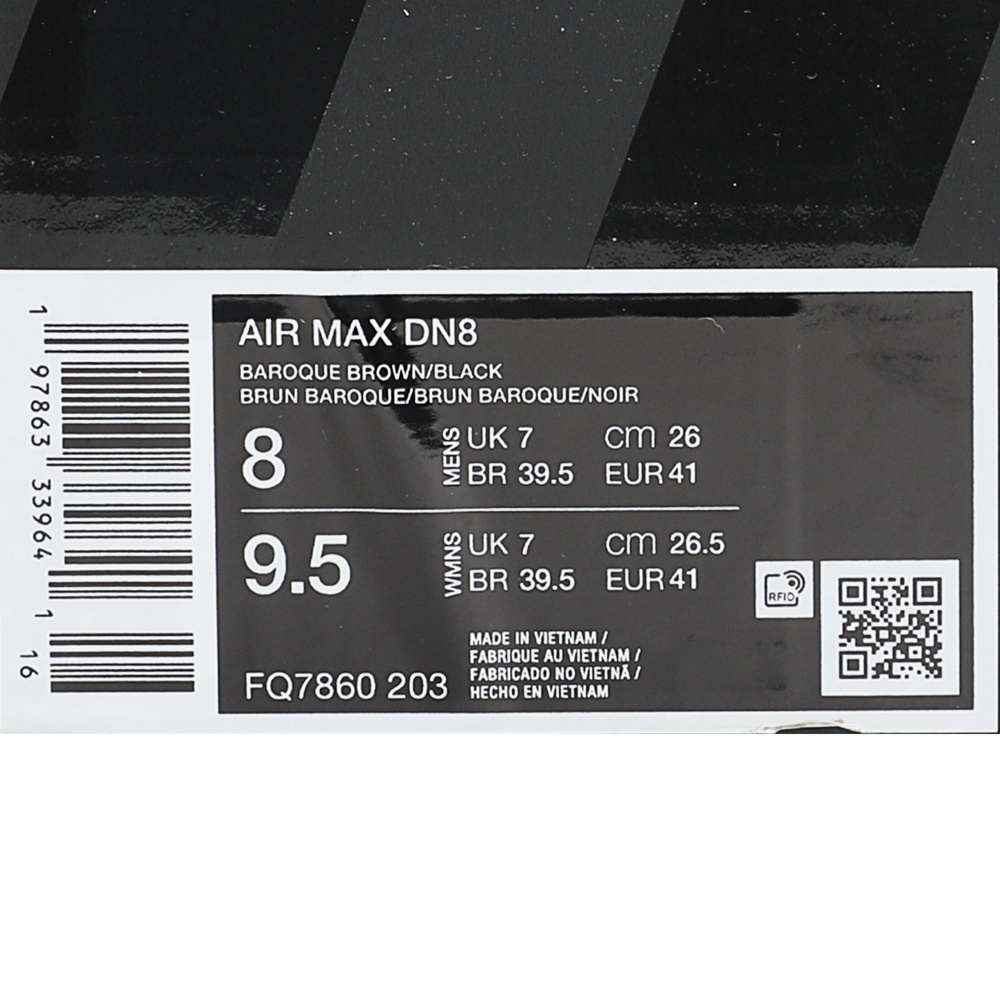 AIR MAX DN8
BAROQUE BROWN/BLACK
BRUN BAROQUE/BRUN BAROQUE/NOIR
8 MENS UK 7 CM 26
BR 39.5 EUR 41
9.5 WMNS UK 7 CM 26.5
BR 39.5 EUR 41
MADE IN VIETNAM /
FABRIQUE AU VIETNAM /
FABRICADO NO VIETNÃ /
HECHO EN VIETNAM
FQ7860 203
RFID
1 97863 33964 1 16